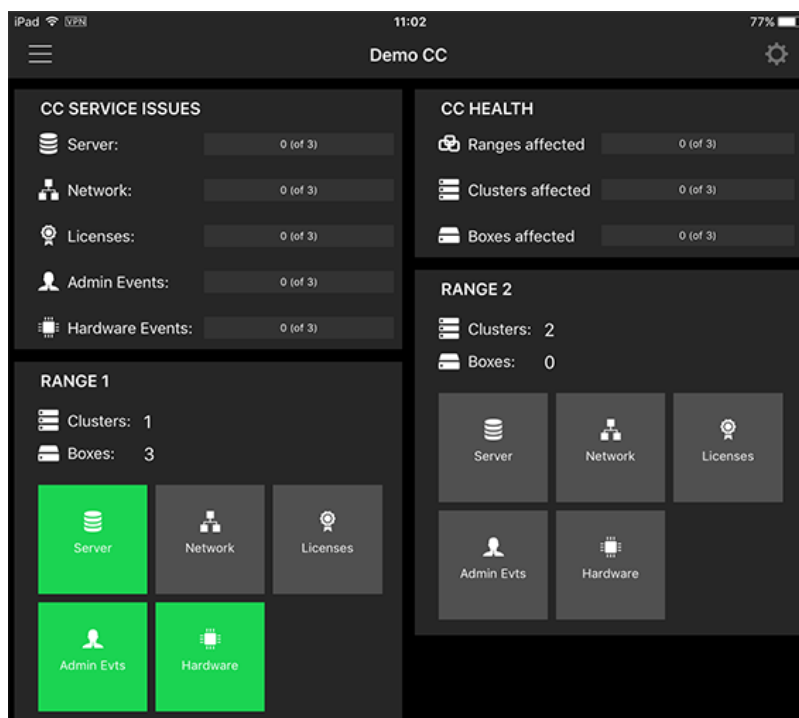 iPad VPN 11:02 77%
Demo CC
CC SERVICE ISSUES
Server: 0 (of 3)
Network: 0 (of 3)
Licenses: 0 (of 3)
Admin Events: 0 (of 3)
Hardware Events: 0 (of 3)
CC HEALTH
Ranges affected 0 (of 3)
Clusters affected 0 (of 3)
Boxes affected 0 (of 3)
RANGE 1
Clusters: 1
Boxes: 3
Server Network Licenses
Admin Evts Hardware
RANGE 2
Clusters: 2
Boxes: 0
Server Network Licenses
Admin Evts Hardware